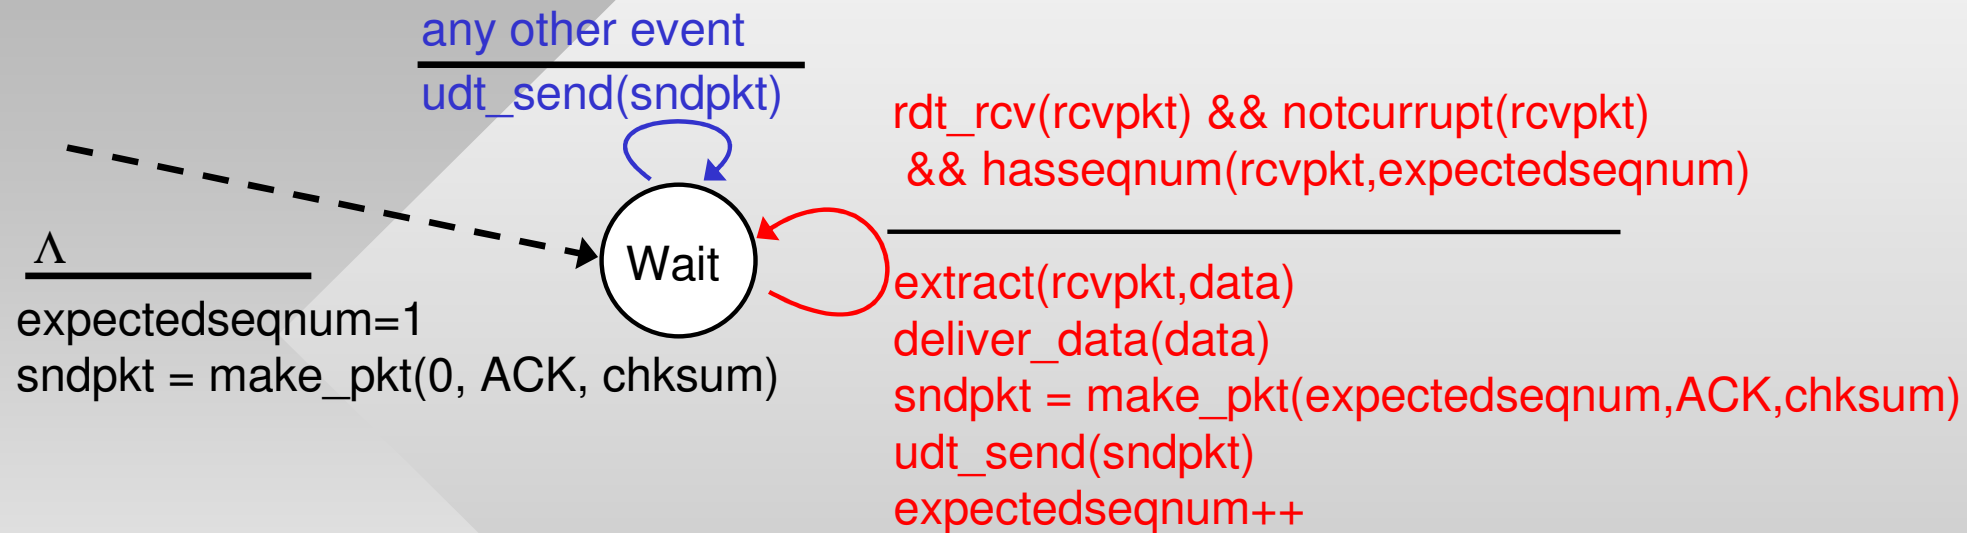 any other event
udt_send(sndpkt)
rdt_rcv(rcvpkt) && notcurrupt(rcvpkt)
&& hasseqnum(rcvpkt,expectedseqnum)
Λ
Wait
expectedseqnum=1
sndpkt = make_pkt(0, ACK, chksum)
extract(rcvpkt,data)
deliver_data(data)
sndpkt = make_pkt(expectedseqnum,ACK,chksum)
udt_send(sndpkt)
expectedseqnum++